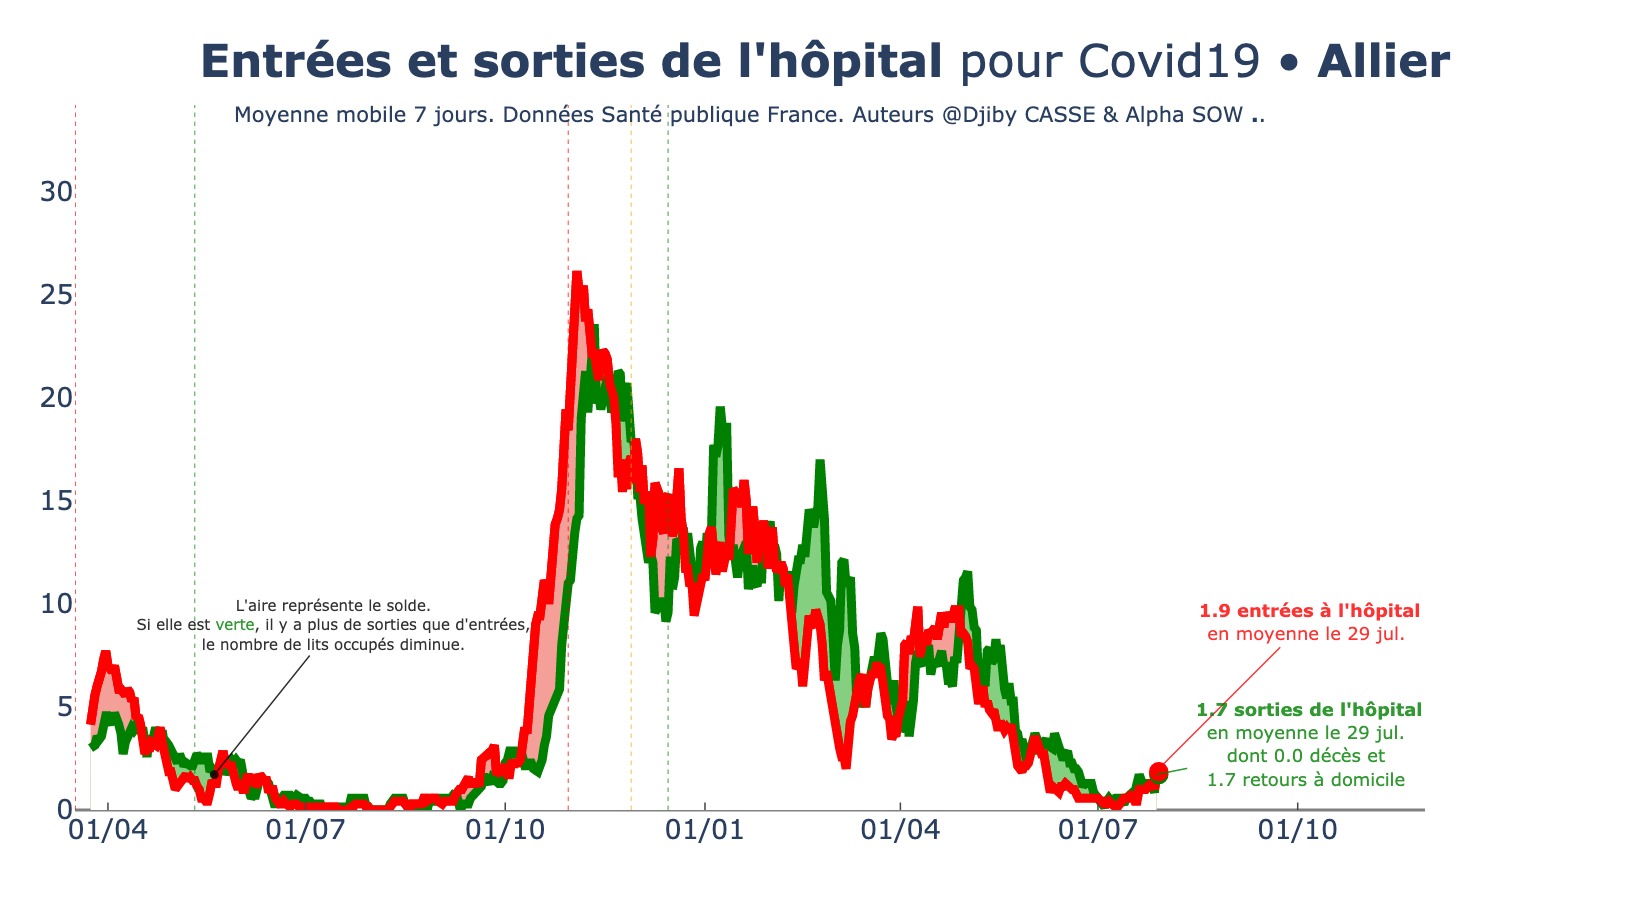 Entrées et sorties de l'hôpital pour Covid19 • Allier
Moyenne mobile 7 jours. Données Santé publique France. Auteurs @Djiby CASSE & Alpha SOW ..
30
25
20
15
10
5
0
L'aire représente le solde.
Si elle est verte, il y a plus de sorties que d'entrées,
le nombre de lits occupés diminue.
1.9 entrées à l'hôpital
en moyenne le 29 jul.
1.7 sorties de l'hôpital
en moyenne le 29 jul.
dont 0.0 décès et
1.7 retours à domicile
01/04 01/07 01/10 01/01 01/04 01/07 01/10